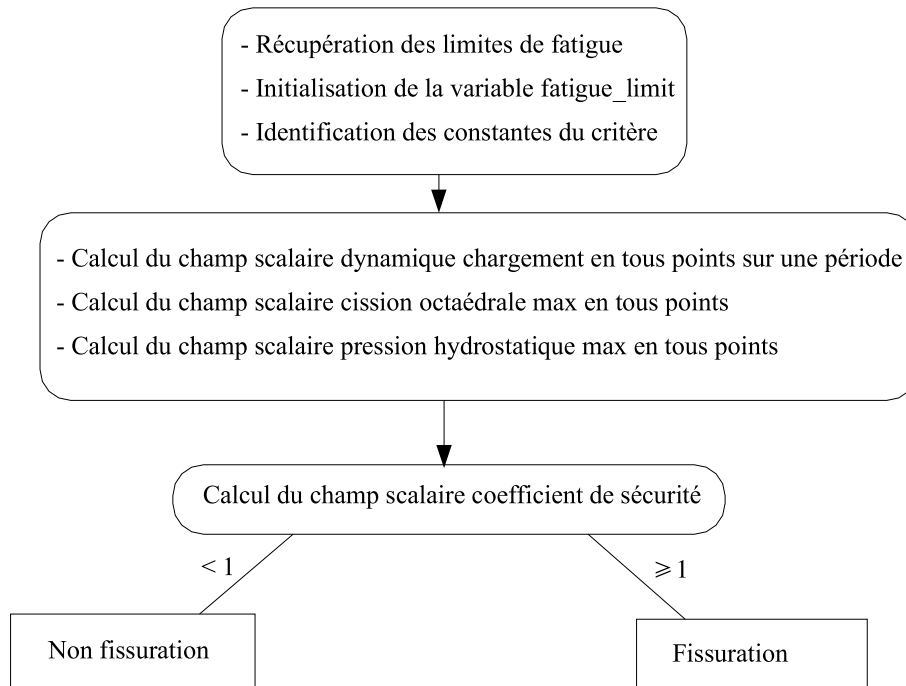 - Récupération des limites de fatigue
- Initialisation de la variable fatigue_limit
- Identification des constantes du critère
- Calcul du champ scalaire dynamique chargement en tous points sur une période
- Calcul du champ scalaire cission octaédrale max en tous points
- Calcul du champ scalaire pression hydrostatique max en tous points
Calcul du champ scalaire coefficient de sécurité
< 1
⩾ 1
Non fissuration
Fissuration